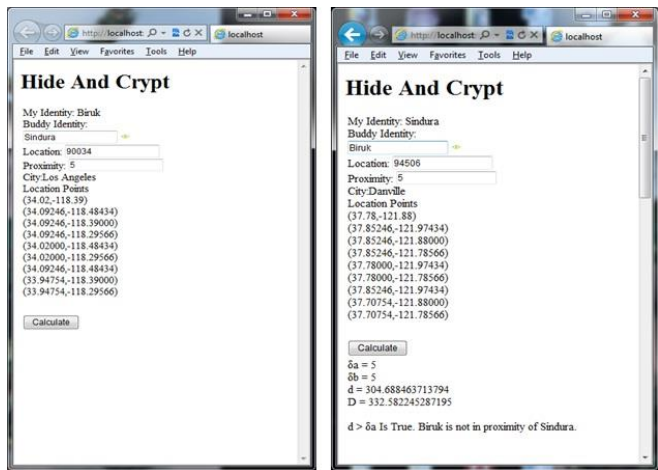 http://localhost
localhost
File Edit View Favorites Tools Help
Hide And Crypt
My Identity: Biruk
Buddy Identity:
Sindura
Location: 90034
Proximity: 5
City:Los Angeles
Location Points
(34.02,-118.39)
(34.09246,-118.48434)
(34.09246,-118.39000)
(34.09246,-118.29566)
(34.02000,-118.48434)
(34.02000,-118.29566)
(34.09246,-118.48434)
(33.94754,-118.39000)
(33.94754,-118.29566)
Calculate
http://localhost
localhost
File Edit View Favorites Tools Help
Hide And Crypt
My Identity: Sindura
Buddy Identity:
Biruk
Location: 94506
Proximity: 5
City:Danville
Location Points
(37.78,-121.88)
(37.85246,-121.97434)
(37.85246,-121.88000)
(37.85246,-121.78566)
(37.78000,-121.97434)
(37.78000,-121.78566)
(37.85246,-121.97434)
(37.70754,-121.88000)
(37.70754,-121.78566)
Calculate
δa = 5
δb = 5
d = 304.688463713794
D = 332.582245287195
d > δa Is True. Biruk is not in proximity of Sindura.